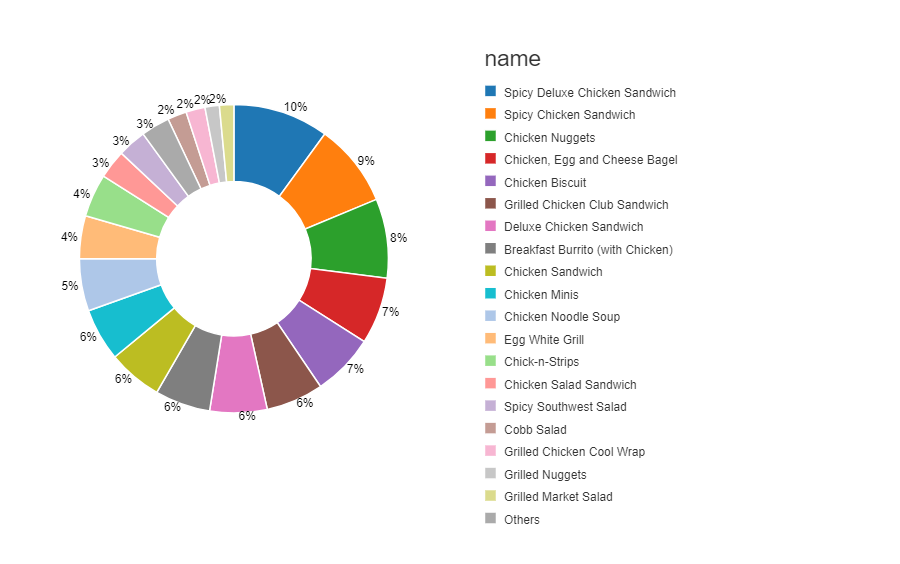 name
Spicy Deluxe Chicken Sandwich
Spicy Chicken Sandwich
Chicken Nuggets
Chicken, Egg and Cheese Bagel
Chicken Biscuit
Grilled Chicken Club Sandwich
Deluxe Chicken Sandwich
Breakfast Burrito (with Chicken)
Chicken Sandwich
Chicken Minis
Chicken Noodle Soup
Egg White Grill
Chick-n-Strips
Chicken Salad Sandwich
Spicy Southwest Salad
Cobb Salad
Grilled Chicken Cool Wrap
Grilled Nuggets
Grilled Market Salad
Others
10%
9%
8%
7%
7%
6%
6%
6%
6%
6%
5%
4%
4%
3%
3%
3%
2%
2%
2%
2%